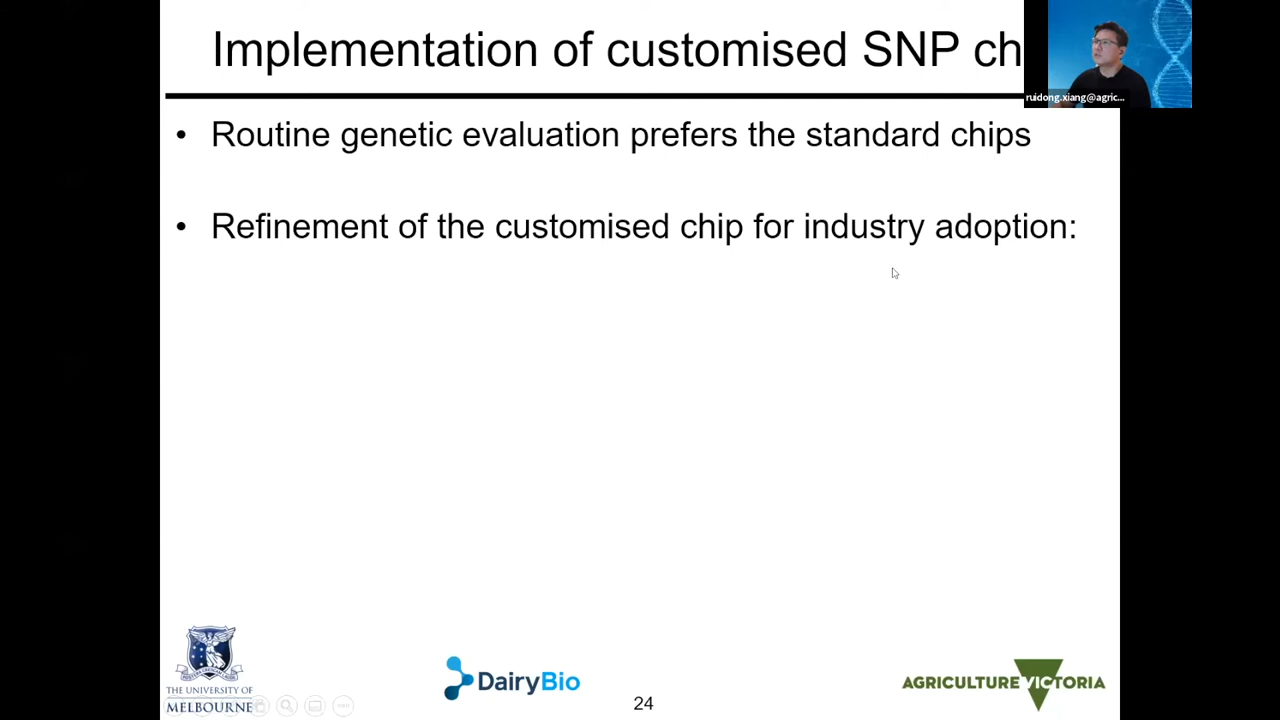 Implementation of customised SNP ch
ruidong.xiang@agric...
• Routine genetic evaluation prefers the standard chips
• Refinement of the customised chip for industry adoption:
THE UNIVERSITY OF
MELBOURNE
DairyBio
24
AGRICULTURE VICTORIA